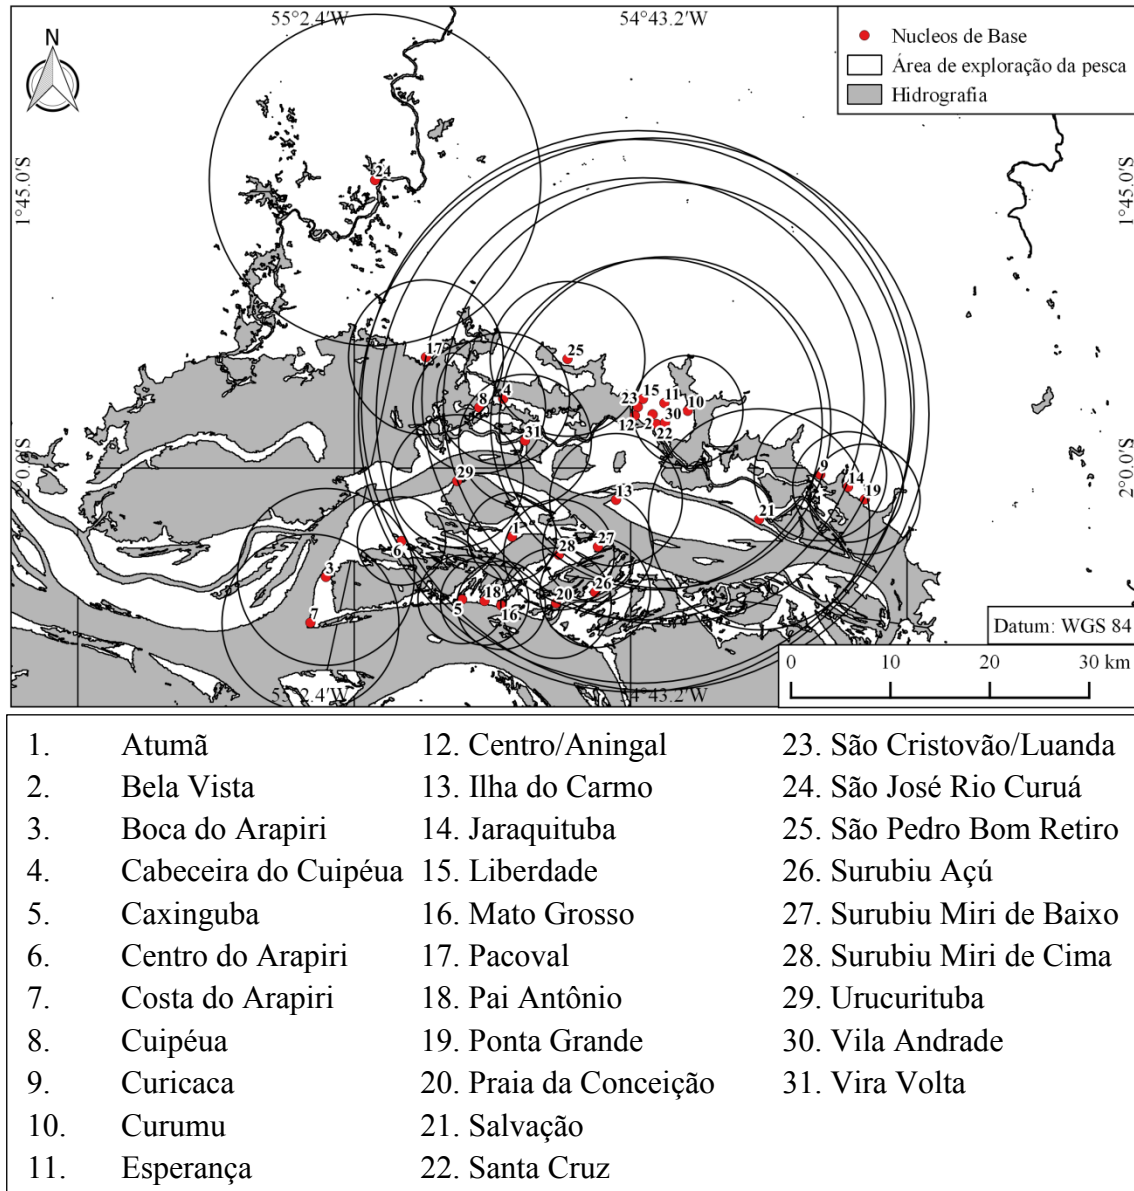 55°2.4'W 54°43.2'W
N
Nucleos de Base
Área de exploração da pesca
Hidrografia
1°45.0'S 1°45.0'S
24
17
25
4
8
15
11
23
10
12
2
30
22
31
9
29
14
19
13
21
1
6
28
27
3
26
5
18
16
20
7
2°0.0'S 2°0.0'S
Datum: WGS 84
0 10 20 30 km
55°2.4'W 54°43.2'W
1. Atumã
2. Bela Vista
3. Boca do Arapiri
4. Cabeceira do Cuipéua
5. Caxinguba
6. Centro do Arapiri
7. Costa do Arapiri
8. Cuipéua
9. Curicaca
10. Curumu
11. Esperança
12. Centro/Aningal
13. Ilha do Carmo
14. Jaraquituba
15. Liberdade
16. Mato Grosso
17. Pacoval
18. Pai Antônio
19. Ponta Grande
20. Praia da Conceição
21. Salvação
22. Santa Cruz
23. São Cristovão/Luanda
24. São José Rio Curuá
25. São Pedro Bom Retiro
26. Surubiu Açú
27. Surubiu Miri de Baixo
28. Surubiu Miri de Cima
29. Urucurituba
30. Vila Andrade
31. Vira Volta